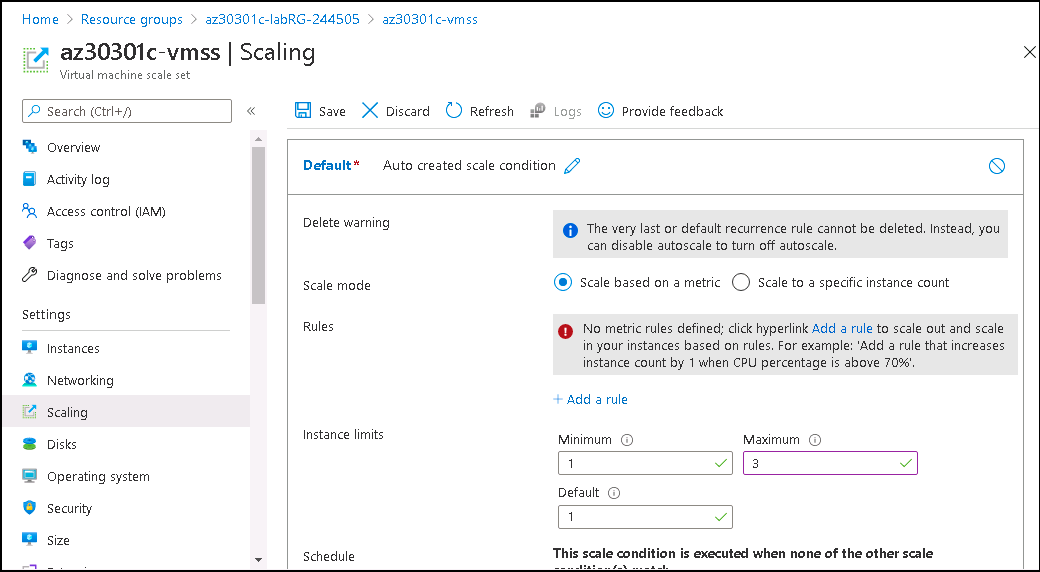 Home > Resource groups > az30301c-labRG-244505 > az30301c-vmss
az30301c-vmss | Scaling
Virtual machine scale set
Search (Ctrl+/)
«
Save
Discard
Refresh
Logs
Provide feedback
Overview
Activity log
Access control (IAM)
Tags
Diagnose and solve problems
Settings
Instances
Networking
Scaling
Disks
Operating system
Security
Size
Default* Auto created scale condition
Delete warning
The very last or default recurrence rule cannot be deleted. Instead, you
can disable autoscale to turn off autoscale.
Scale mode
Scale based on a metric
Scale to a specific instance count
Rules
No metric rules defined; click hyperlink Add a rule to scale out and scale
in your instances based on rules. For example: 'Add a rule that increases
instance count by 1 when CPU percentage is above 70%'.
+ Add a rule
Instance limits
Minimum
Maximum
1
3
Default
1
Schedule
This scale condition is executed when none of the other scale